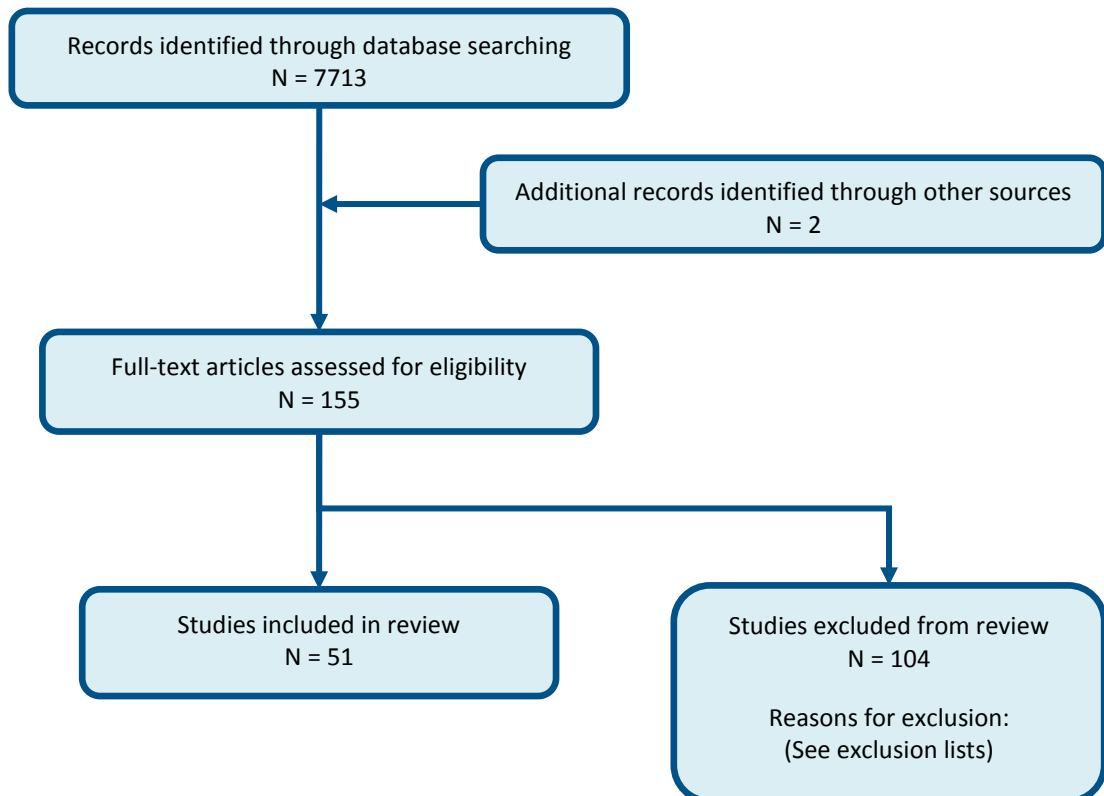 Records identified through database searching
N = 7713
Additional records identified through other sources
N = 2
Full-text articles assessed for eligibility
N = 155
Studies included in review
N = 51
Studies excluded from review
N = 104
Reasons for exclusion:
(See exclusion lists)